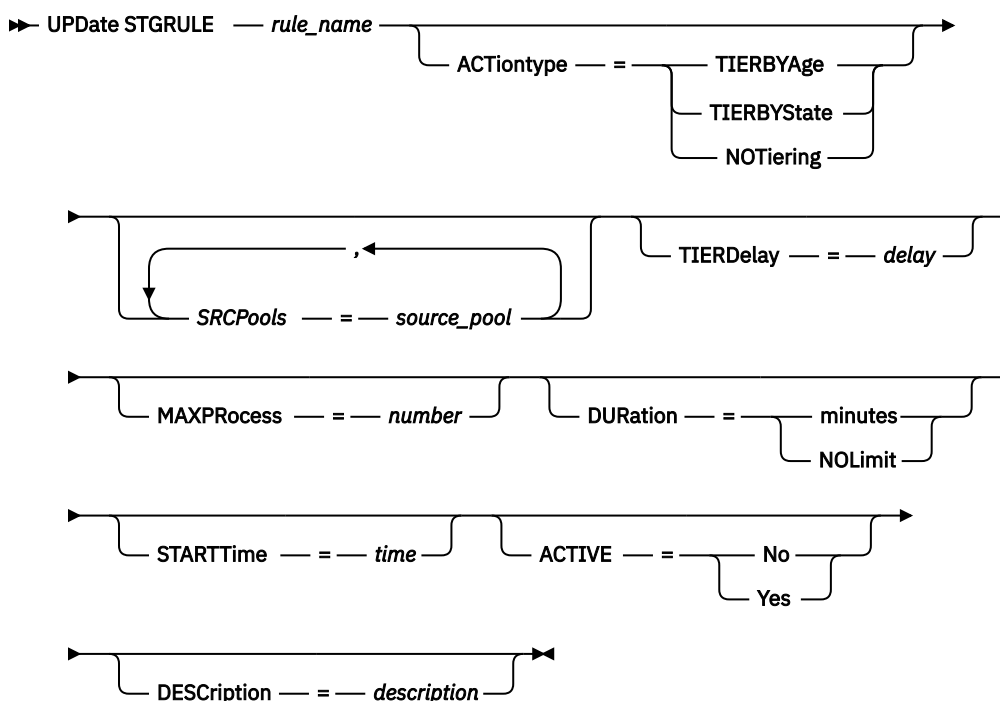 UPDate STGRULE — rule_name
ACTiontype — = — TIERBYAge
TIERBYState
NOTiering
,
SRCPools — = — source_pool
TIERDelay — = — delay
MAXPRocess — = — number
DURation — = — minutes
NOLimit
STARTTime — = — time
ACTIVE — = — No
Yes
DESCription — = — description